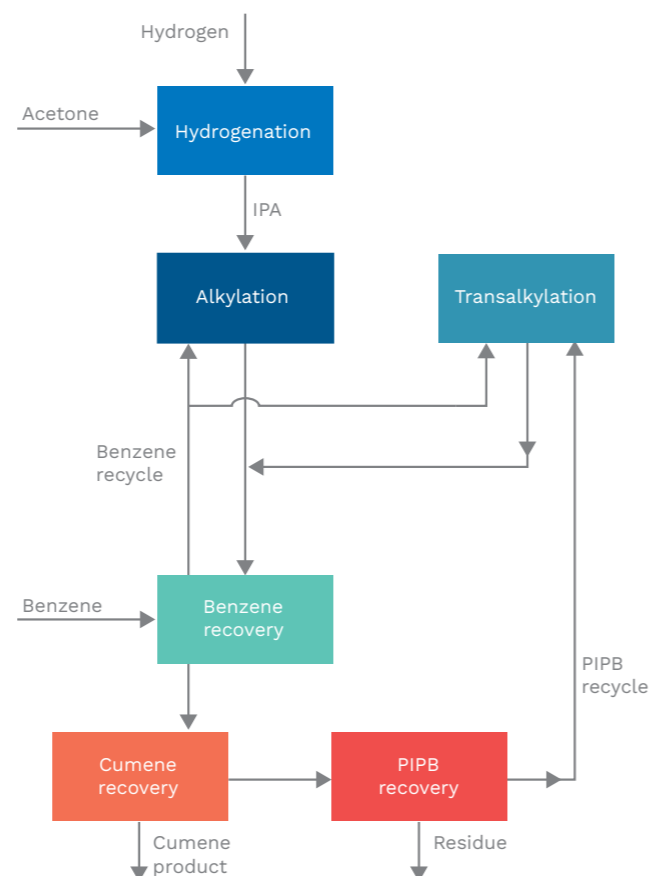 Hydrogen
Acetone
Hydrogenation
IPA
Alkylation
Transalkylation
Benzene
recycle
Benzene
Benzene
recovery
PIPB
recycle
Cumene
recovery
PIPB
recovery
Cumene
product
Residue